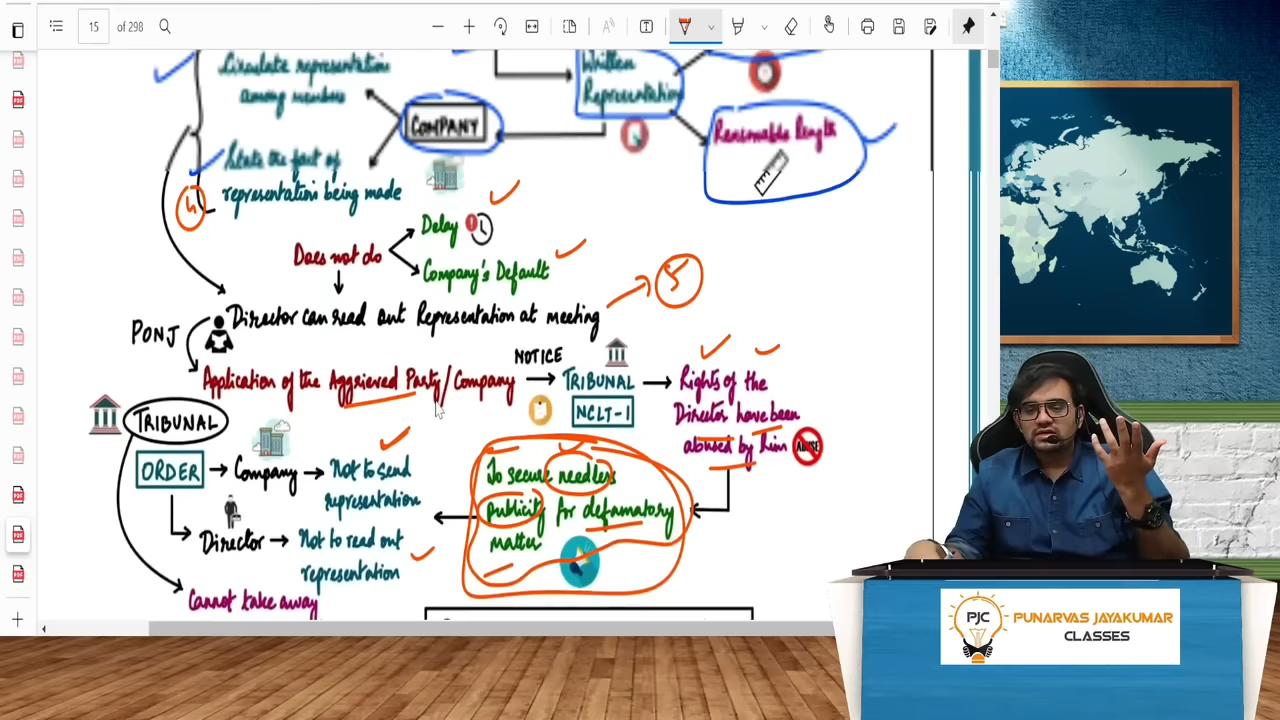 15 of 298
Circulate representation
among members
Written
Representation
COMPANY
Reasonable length
State the fact of
representation being made
4
Delay
Does not do
Company's Default
5
Director can read out Representation at meeting
PONJ
NOTICE
Application of the Aggrieved Party/Company
TRIBUNAL
Rights of the
NCLT-1
Director have been
abused by him
ABUSE
TRIBUNAL
ORDER
Company
Not to send
representation
To secure needless
publicity for defamatory
matter
Director
Not to read out
representation
Cannot take away
PJC
PUNARVAS JAYAKUMAR
CLASSES